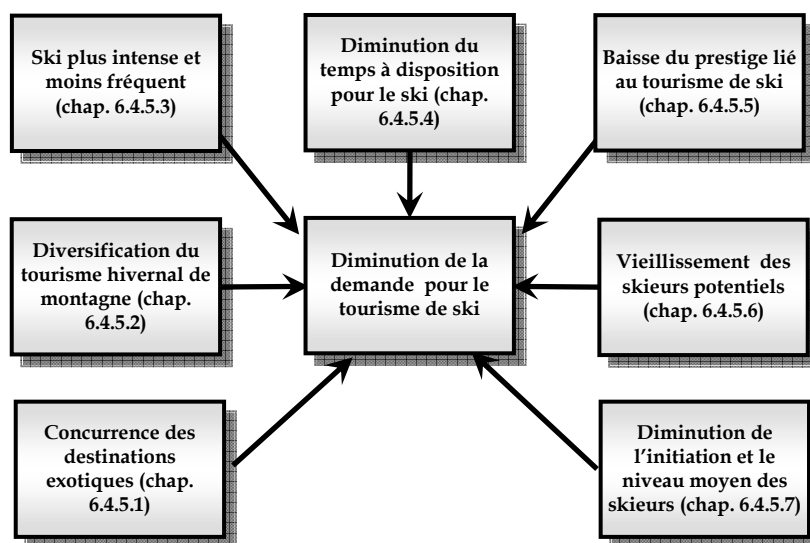 Ski plus intense et
moins fréquent
(chap. 6.4.5.3)
Diminution du
temps à disposition
pour le ski (chap.
6.4.5.4)
Baisse du prestige lié
au tourisme de ski
(chap. 6.4.5.5)
Diversification du
tourisme hivernal de
montagne (chap.
6.4.5.2)
Diminution de la
demande pour le
tourisme de ski
Vieillissement des
skieurs potentiels
(chap. 6.4.5.6)
Concurrence des
destinations
exotiques (chap.
6.4.5.1)
Diminution de
l'initiation et le
niveau moyen des
skieurs (chap. 6.4.5.7)